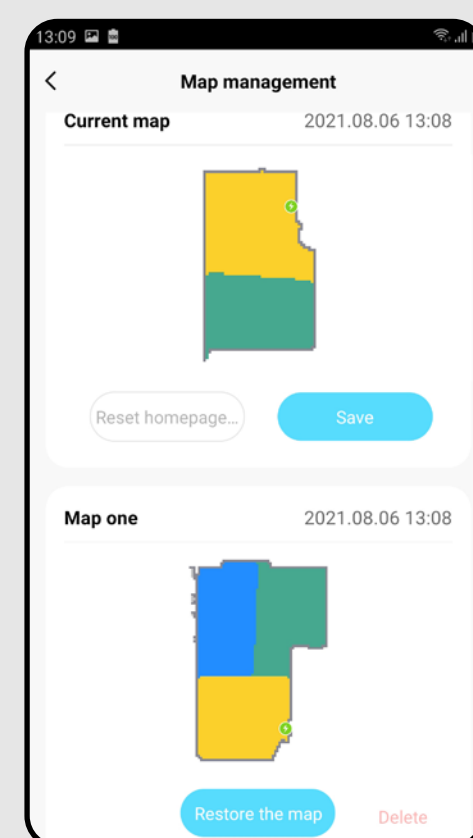 13:09
Map management
Current map 2021.08.06 13:08
Reset homepage... Save
Map one 2021.08.06 13:08
Restore the map Delete